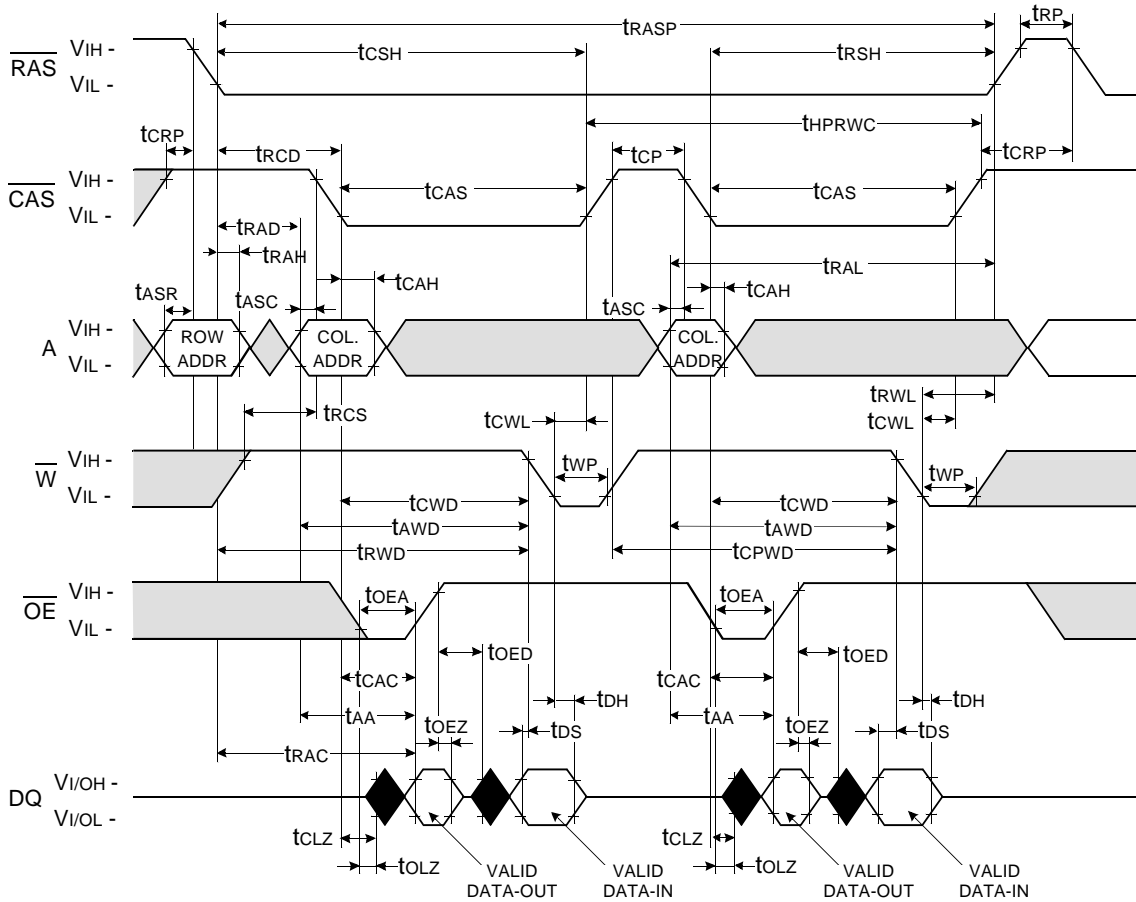 tRASP
tRP
tCSH
tRSH
RAS
VIH -
VIL -
tHPRWC
tCRP
tRCD
tCP
tCRP
CAS
VIH -
VIL -
tCAS
tCAS
tRAD
tRAH
tRAL
tASR
tASC
tCAH
tASC
tCAH
A
VIH -
VIL -
ROW
ADDR
COL.
ADDR
COL.
ADDR
tRWL
tRCS
tCWL
tCWL
W
VIH -
VIL -
tWP
tWP
tCWD
tCWD
tAWD
tAWD
tRWD
tCPWD
OE
VIH -
VIL -
tOEA
tOEA
tOED
tOED
tCAC
tCAC
tDH
tDH
tAA
tOEZ
tDS
tAA
tOEZ
tDS
tRAC
DQ
VI/OH -
VI/OL -
tCLZ
tCLZ
tOLZ
tOLZ
VALID
DATA-OUT
VALID
DATA-IN
VALID
DATA-OUT
VALID
DATA-IN